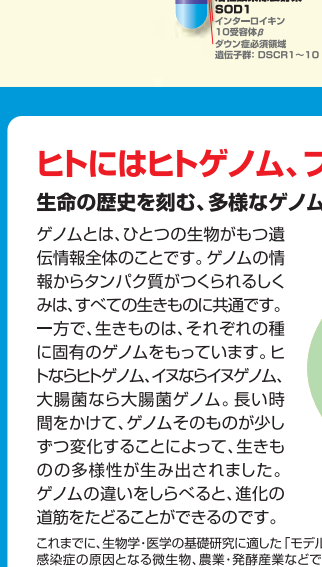 SOD1
インターロイキン
10受容体β
ダウン症必須領域
遺伝子群: DSCR1～10
ヒトにはヒトゲノム、フ
生命の歴史を刻む、多様なゲノム
ゲノムとは、ひとつの生物がもつ遺
伝情報全体のことです。ゲノムの情
報からタンパク質がつくられるしく
みは、すべての生きものに共通です。
一方で、生きものは、それぞれの種
に固有のゲノムをもっています。ヒ
トならヒトゲノム、イヌならイヌゲノム、
大腸菌なら大腸菌ゲノム。長い時
間をかけて、ゲノムそのものが少し
ずつ変化することによって、生きも
のの多様性が生み出されました。
ゲノムの違いをしらべると、進化の
道筋をたどることができるのです。
これまでに、生物学・医学の基礎研究に適した「モデル
感染症の原因となる微生物、農業・発酵産業などで